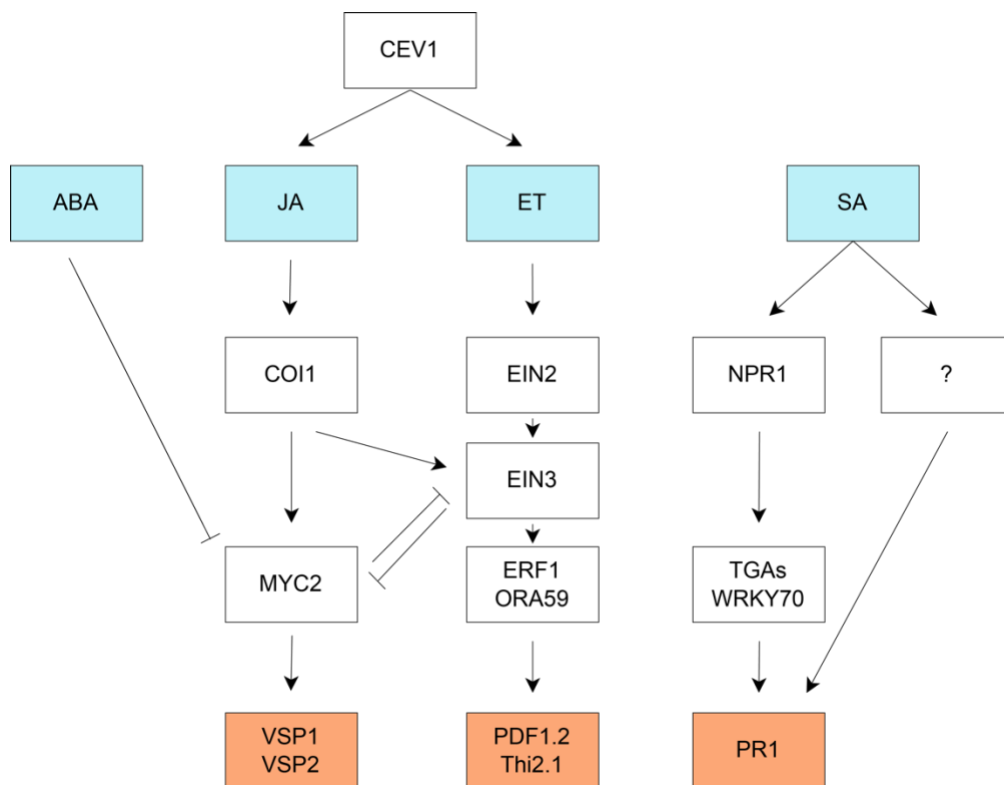 CEV1
ABA
JA
ET
SA
COI1
EIN2
NPR1
?
EIN3
MYC2
ERF1
ORA59
TGAs
WRKY70
VSP1
VSP2
PDF1.2
Thi2.1
PR1